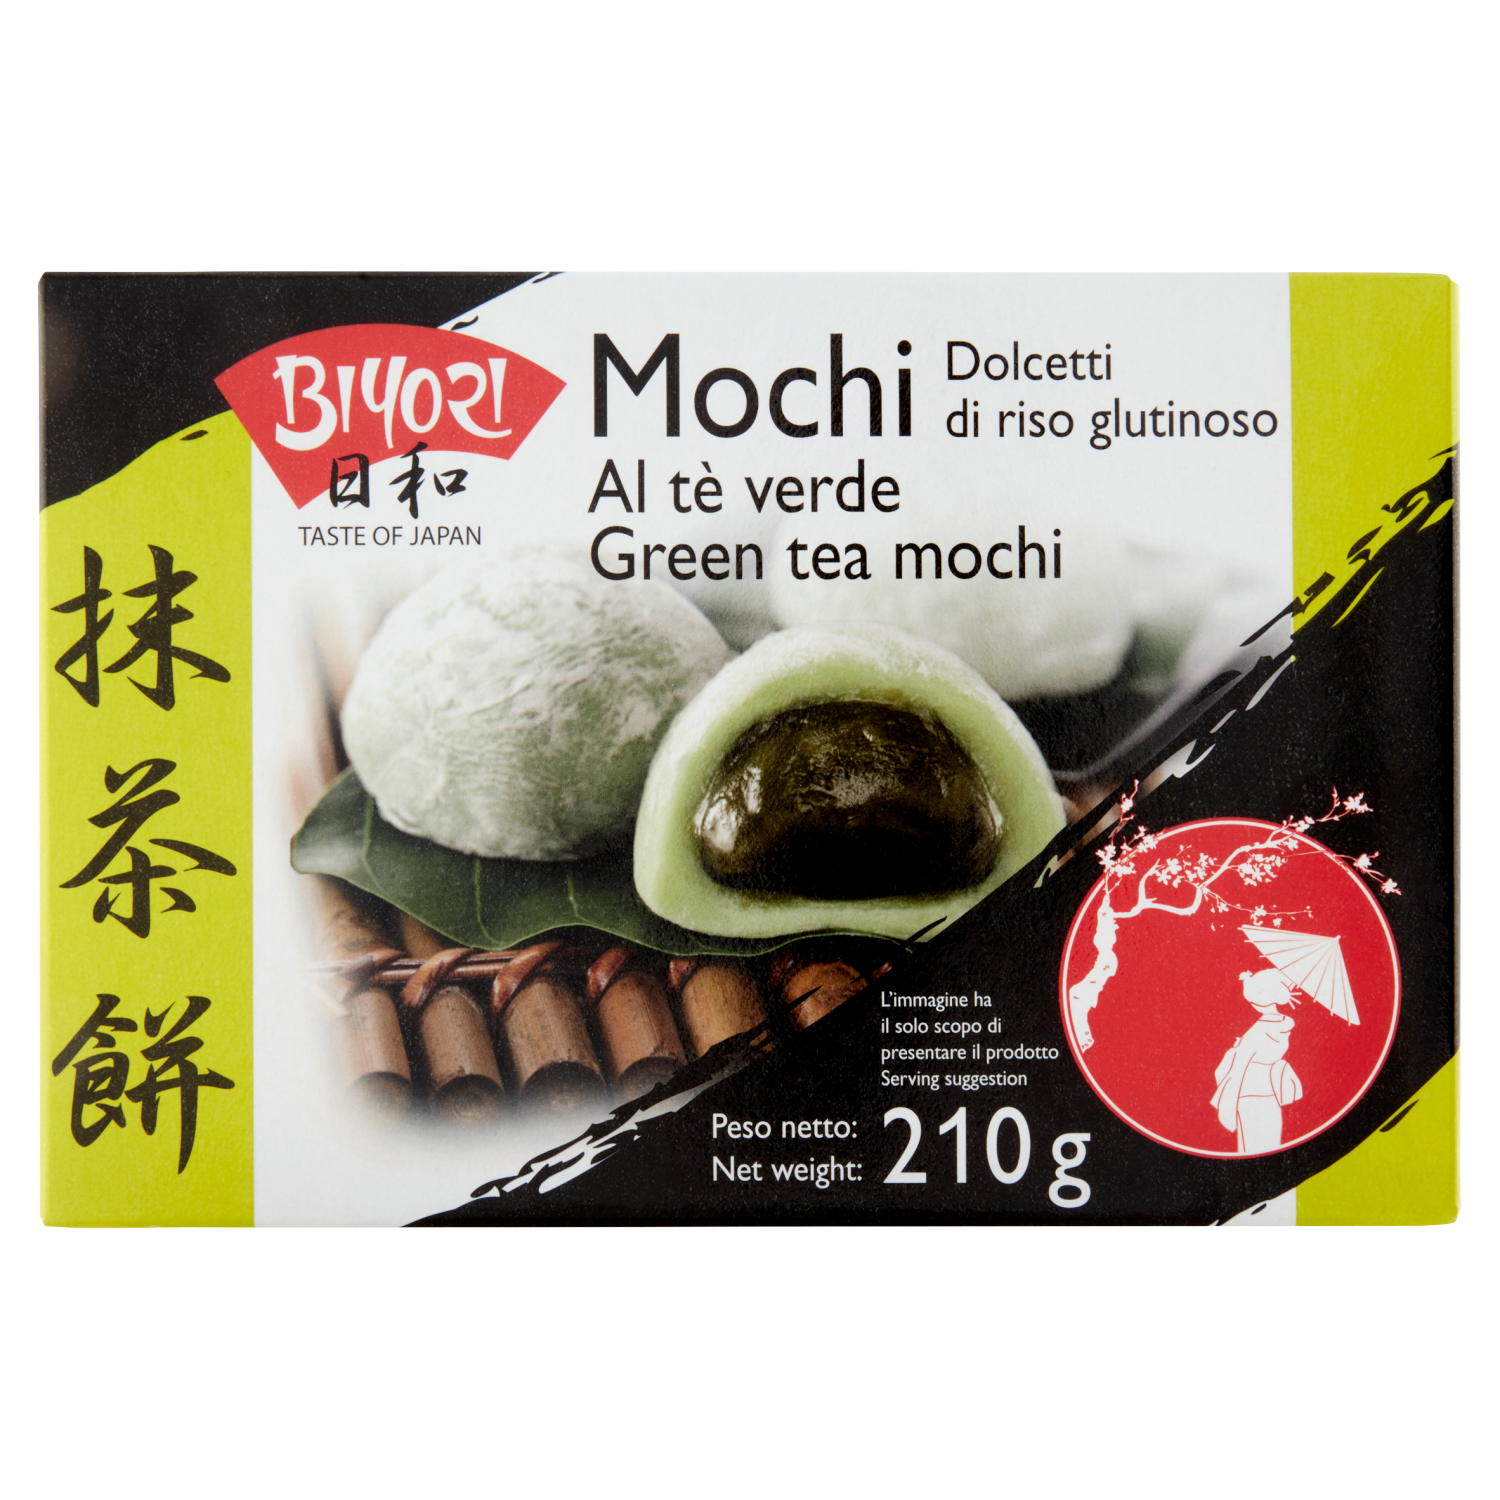 BIYORI
日和
TASTE OF JAPAN
Mochi
Dolcetti
di riso glutinoso
Al tè verde
Green tea mochi
抹茶餅
L'immagine ha
il solo scopo di
presentare il prodotto
Serving suggestion
Peso netto:
Net weight:
210 g